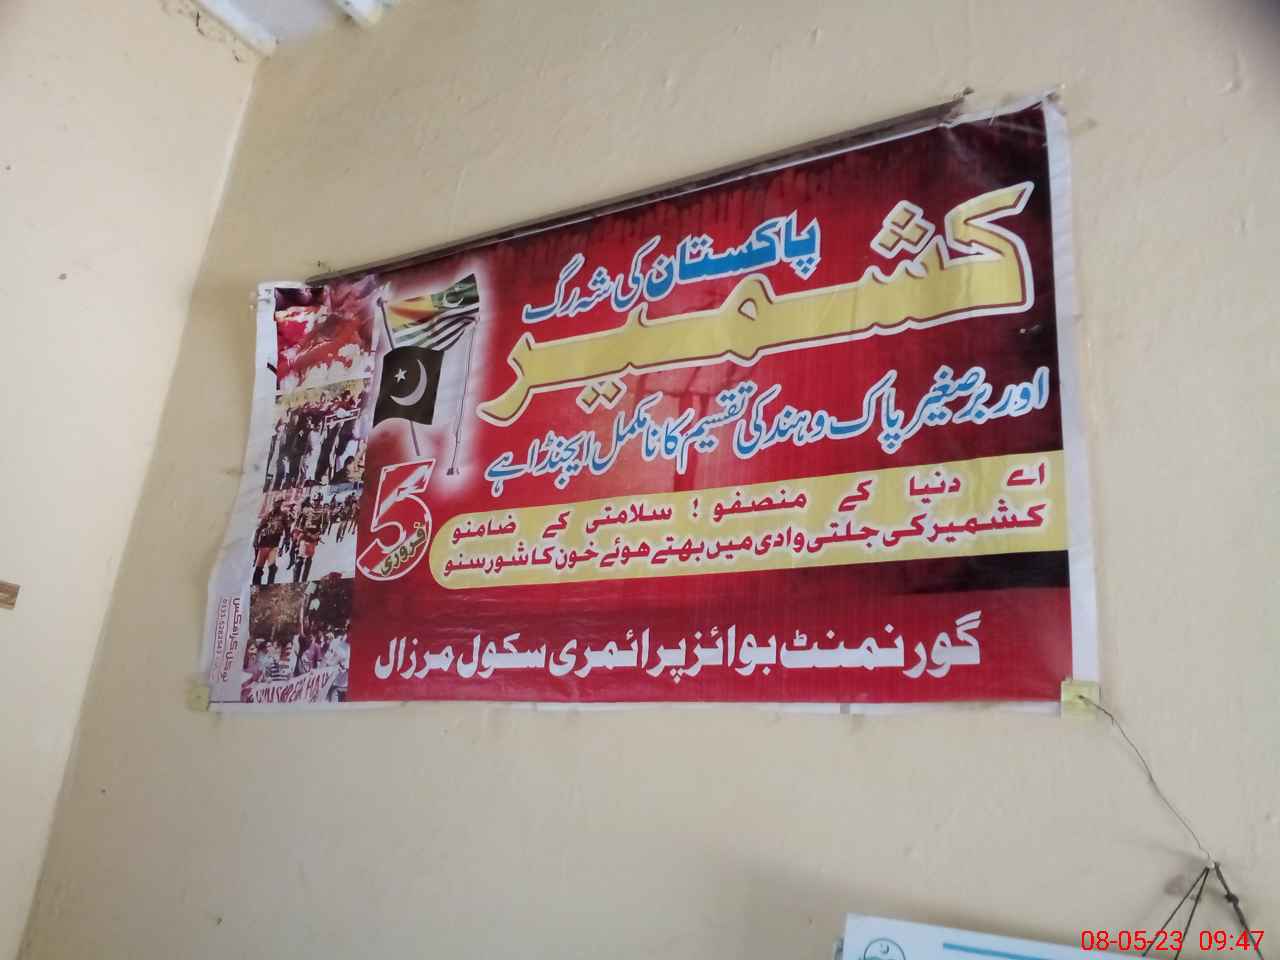 کشمیر
پاکستان کی شہ رگ
اور برصغیر پاک و ہند کی تقسیم کا نامکمل ایجنڈا ہے
5
فروری
اے دنیا کے منصفو ! سلامتی کے ضامنو
کشمیر کی جلتی وادی میں بہتے ھوئے خون کا شور سنو
گورنمنٹ بوائز پرائمری سکول مرزال
08-05-23 09:47